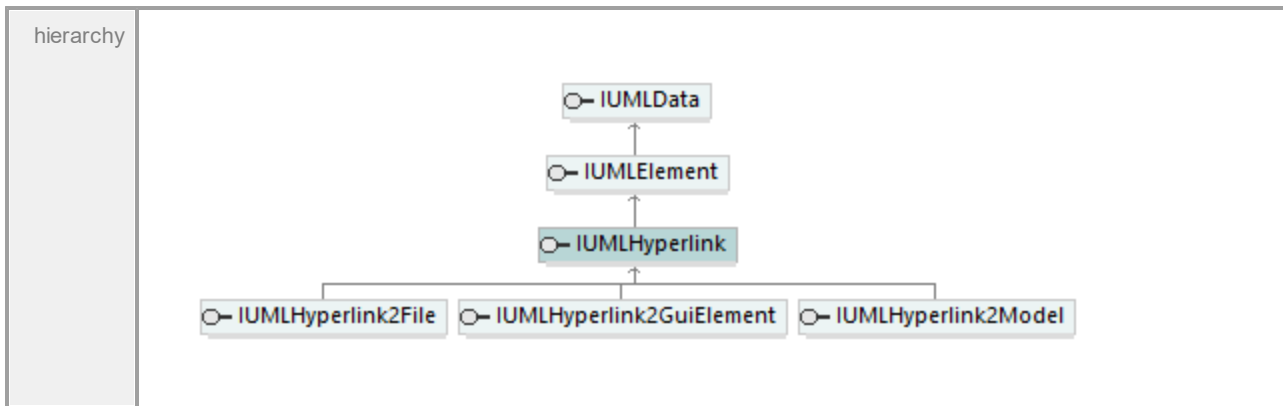 hierarchy
IUMLData
IUMLElement
IUMLHyperlink
IUMLHyperlink2File IUMLHyperlink2GuiElement IUMLHyperlink2Model